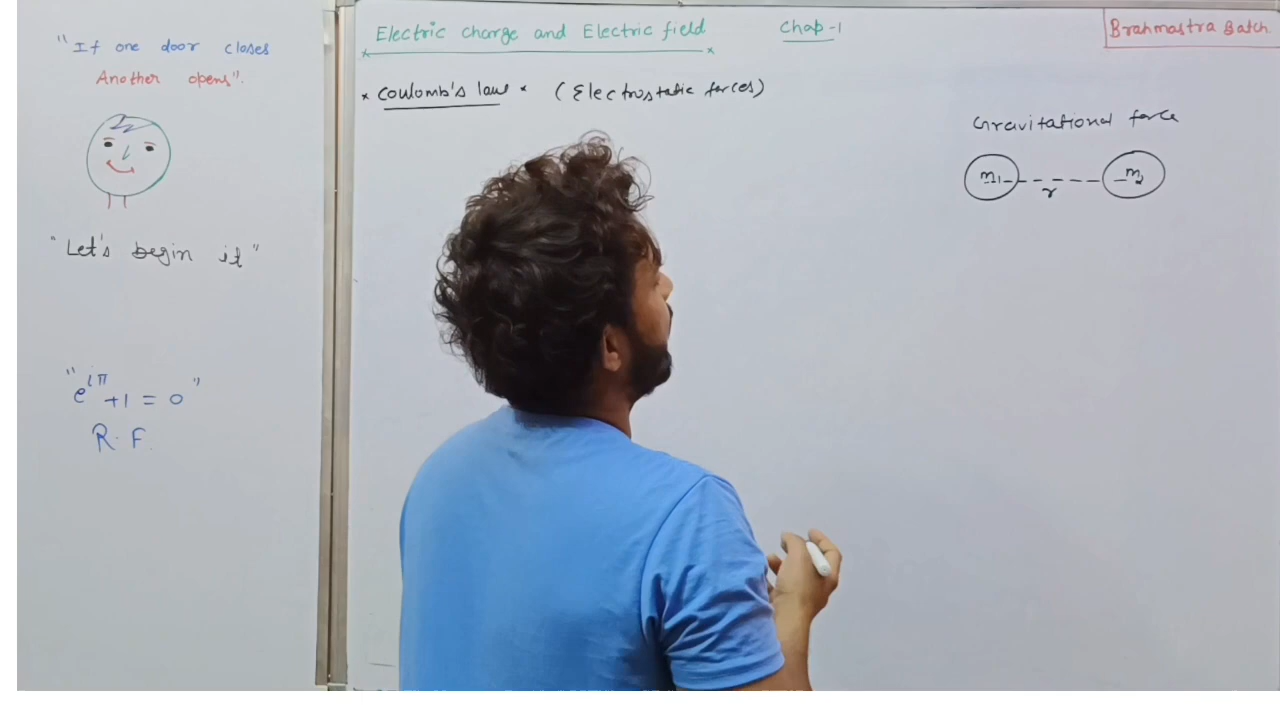 "If one door closes
Another opens".
"Let's begin it"
"e^iπ +1 = 0"
R. F.
Electric charge and Electric field
Chap-1
Brahmastra Batch
× Coulomb's law × (Electrostatic forces)
Gravitational force
m1 r m2